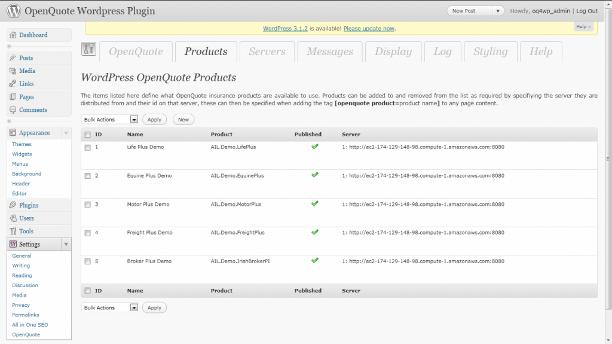 OpenQuote Wordpress Plugin
New Post
Howdy, oq4wp_admin | Log Out
WordPress 3.1.2 is available! Please update now.
Help
Dashboard
Posts
Media
Links
Pages
Comments
Appearance
Themes
Widgets
Menus
Background
Header
Editor
Plugins
Users
Tools
Settings
General
Writing
Reading
Discussion
Media
Privacy
Permalinks
All in One SEO
OpenQuote
OpenQuote Products Servers Messages Display Log Styling Help
WordPress OpenQuote Products
The items listed here define what OpenQuote insurance products are available to use. Products can be added to and removed from the list as required by specifying the server they are
distributed from and their id on that server, these can then be specified when adding the tag [openquote product=product name] to any page content.
Bulk Actions Apply New
ID Name Product Published Server
1 Life Plus Demo AIL.Demo.LifePlus 1: http://ec2-174-129-148-98.compute-1.amazonaws.com:8080
2 Equine Plus Demo AIL.Demo.EquinePlus 1: http://ec2-174-129-148-98.compute-1.amazonaws.com:8080
3 Motor Plus Demo AIL.Demo.MotorPlus 1: http://ec2-174-129-148-98.compute-1.amazonaws.com:8080
4 Freight Plus Demo AIL.Demo.FreightPlus 1: http://ec2-174-129-148-98.compute-1.amazonaws.com:8080
5 Broker Plus Demo AIL.Demo.IrishBrokerPI 1: http://ec2-174-129-148-98.compute-1.amazonaws.com:8080
ID Name Product Published Server
Bulk Actions Apply